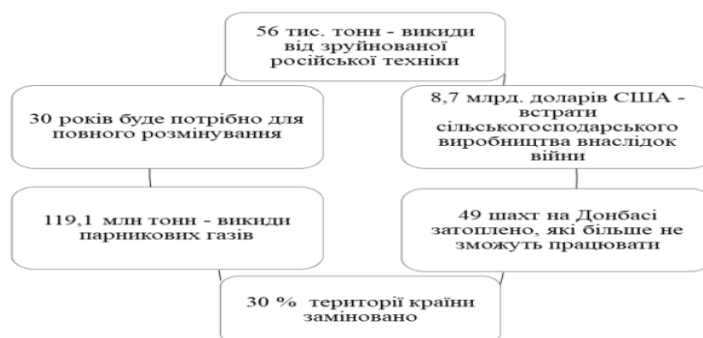 56 тис. тонн - викиди
від зруйнованої
російської техніки
8,7 млрд. доларів США -
встрати
сільськогосподарського
виробництва внаслідок
війни
49 шахт на Донбасі
затоплено, які більше не
зможуть працювати
30 % території країни
заміновано
119,1 млн тонн - викиди
парникових газів
30 років буде потрібно для
повного розмінування